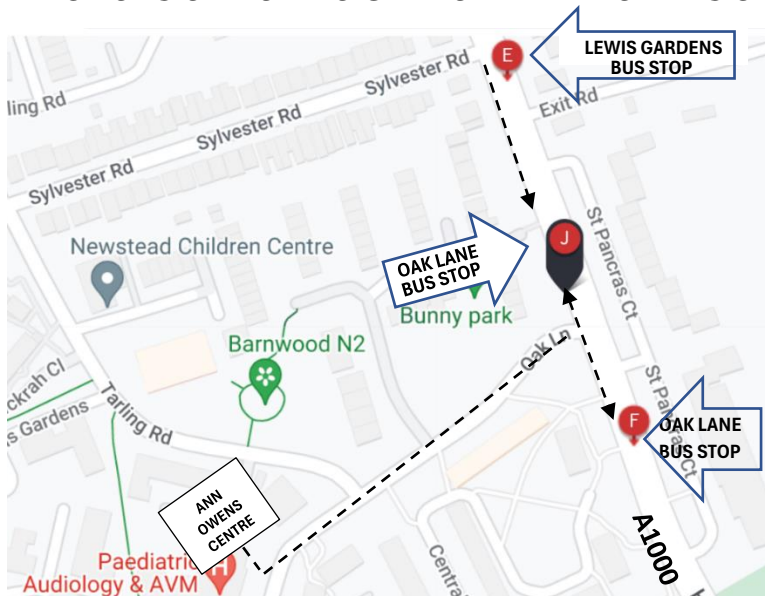 E
LEWIS GARDENS
BUS STOP
ling Rd
Sylvester Rd
Exit Rd
Sylvester Rd
Sylvester Rd
St Pancras Ct
J
Newstead Children Centre
OAK LANE
BUS STOP
Bunny park
Barnwood N2
Oak Ln
ckrah Cl
s Gardens
Tarling Rd
St Pancras Ct
F
OAK LANE
BUS STOP
ANN
OWENS
CENTRE
A1000
Paediatric
Audiology & AVM
H
Central